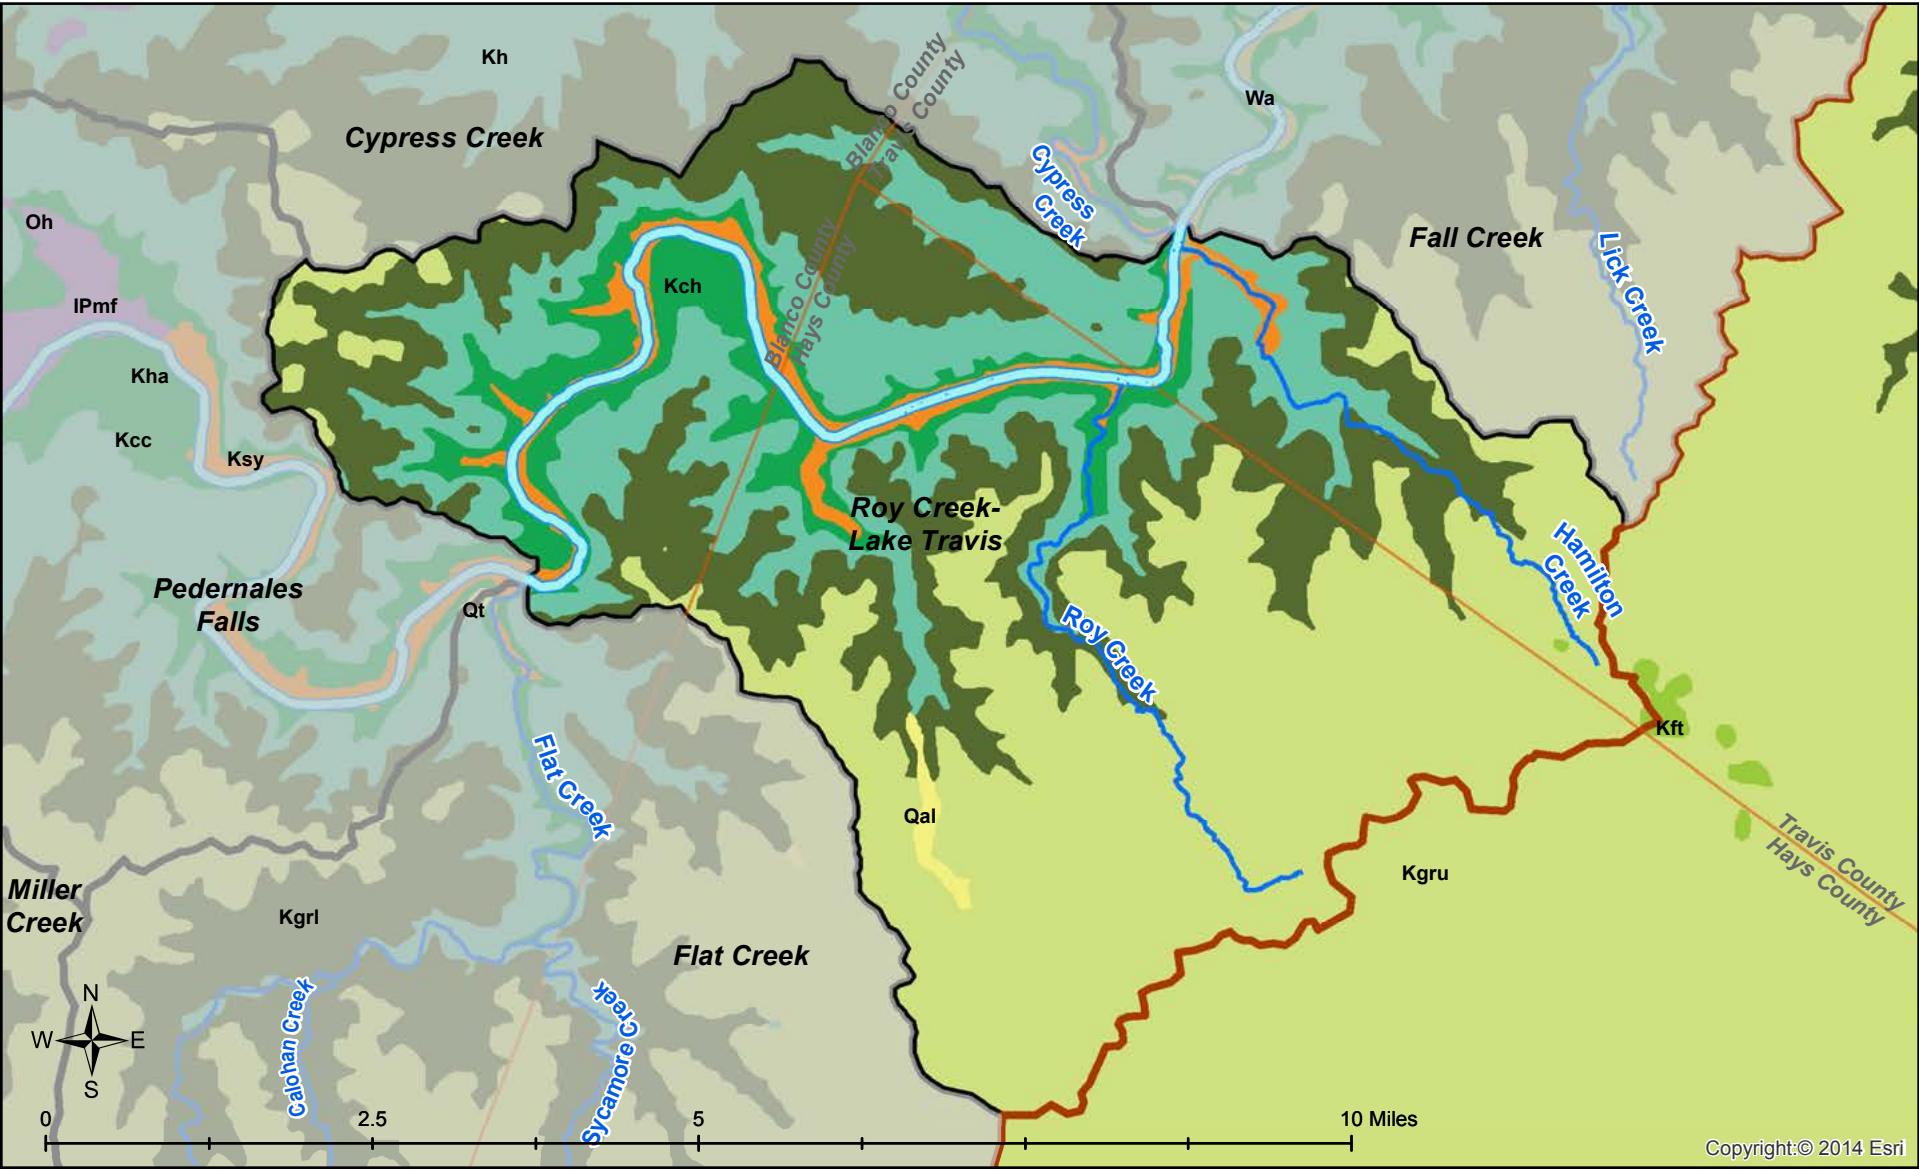 Kh
Blanco County
Travis County
Wa
Cypress Creek
Cypress
Creek
Oh
Fall Creek
Lick Creek
Blanco County
Hays County
Kch
IPmf
Kha
Kcc
Ksy
Roy Creek-
Lake Travis
Hamilton
Creek
Pedernales
Falls
Qt
Roy Creek
Kft
Flat Creek
Qal
Travis County
Hays County
Kgru
Miller
Creek
Kgrl
Flat Creek
Calohan Creek
Sycamore Creek
N
W
E
S
0
2.5
5
10 Miles
Copyright:© 2014 Esri